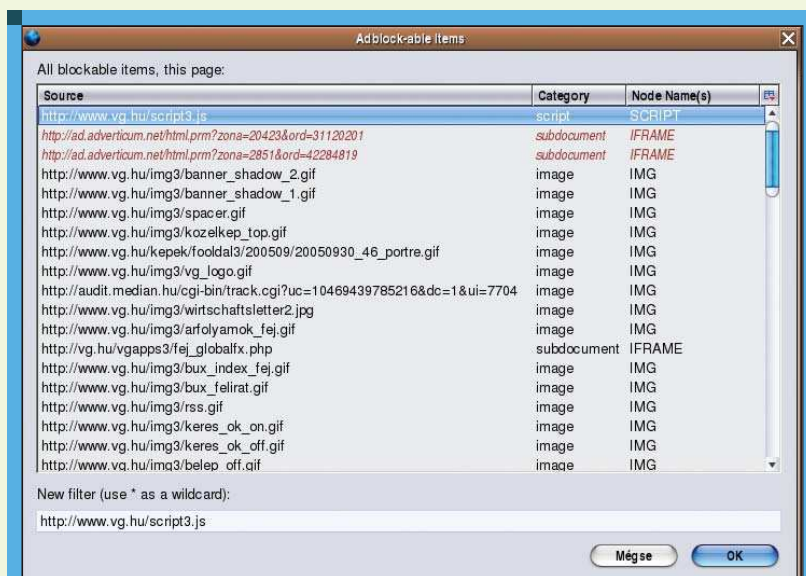 Adblock-able Items
All blockable items, this page:
Source Category Node Name(s)
http://www.vg.hu/script3.js script SCRIPT
http://ad.adverticum.net/html.prm?zona=20423&ord=31120201 subdocument IFRAME
http://ad.adverticum.net/html.prm?zona=2851&ord=42284819 subdocument IFRAME
http://www.vg.hu/img3/banner_shadow_2.gif image IMG
http://www.vg.hu/img3/banner_shadow_1.gif image IMG
http://www.vg.hu/img3/spacer.gif image IMG
http://www.vg.hu/img3/kozelkep_top.gif image IMG
http://www.vg.hu/kepek/fooldal3/200509/20050930_46_portre.gif image IMG
http://www.vg.hu/img3/vg_logo.gif image IMG
http://audit.median.hu/cgi-bin/track.cgi?uc=10469439785216&dc=1&ui=7704 image IMG
http://www.vg.hu/img3/wirtschaftsletter2.jpg image IMG
http://www.vg.hu/img3/arfolyamok_fej.gif image IMG
http://vg.hu/vgapps3/fej_globalfx.php subdocument IFRAME
http://www.vg.hu/img3/bux_index_fej.gif image IMG
http://www.vg.hu/img3/bux_felirat.gif image IMG
http://www.vg.hu/img3/rss.gif image IMG
http://www.vg.hu/img3/keres_ok_on.gif image IMG
http://www.vg.hu/img3/keres_ok_off.gif image IMG
http://www.vg.hu/img3/belep_off.gif image IMG
New filter (use * as a wildcard):
http://www.vg.hu/script3.js
Mégse OK